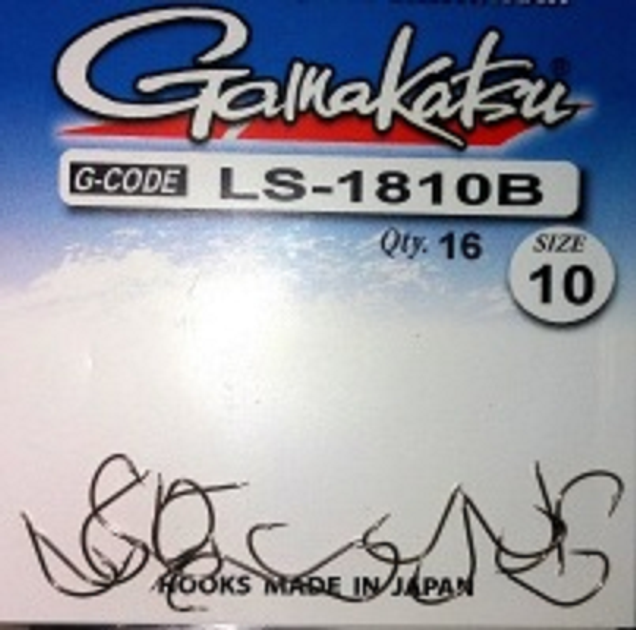 Gamakatsu®
G-CODE LS-1810B
Qty. 16
SIZE
10
HOOKS MADE IN JAPAN